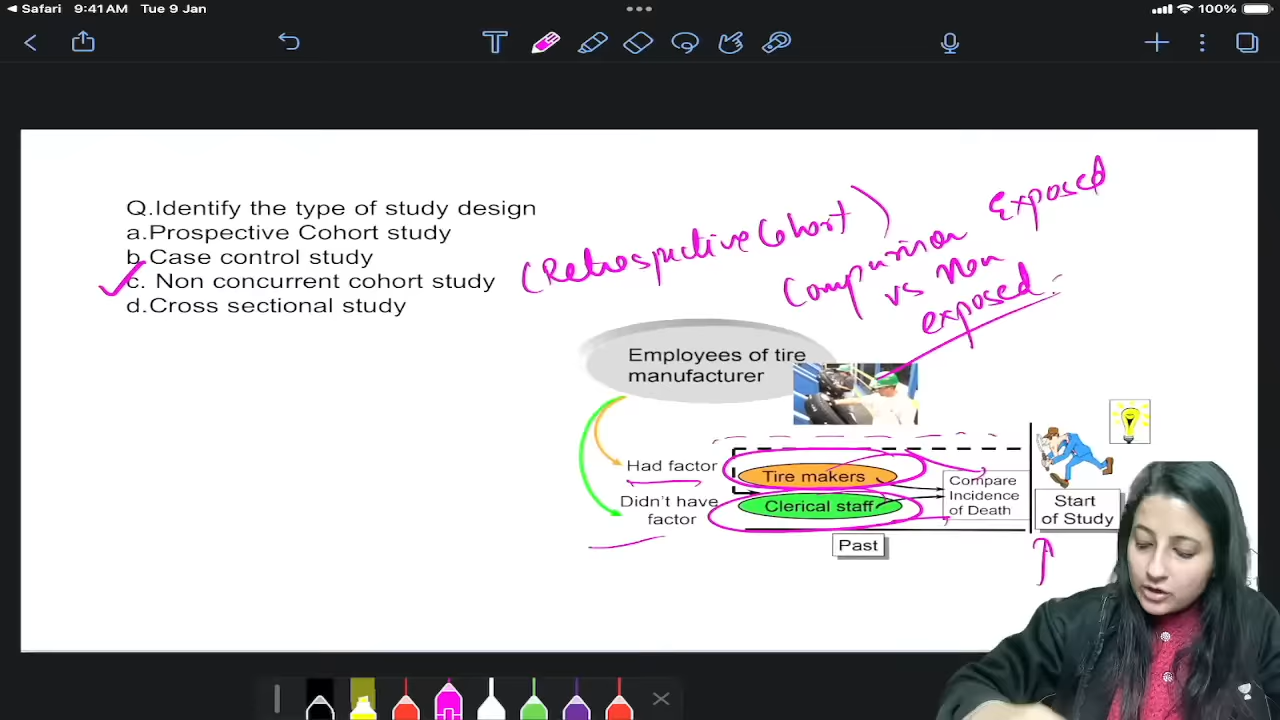 Safari 9:41 AM Tue 9 Jan
100%
Q.Identify the type of study design
a.Prospective Cohort study
b.Case control study
c. Non concurrent cohort study
d.Cross sectional study
(Retrospective Cohort)
Comparison Exposed
vs Non
exposed
Employees of tire
manufacturer
Had factor
Didn't have
factor
Tire makers
Clerical staff
Compare
Incidence
of Death
Start
of Study
Past